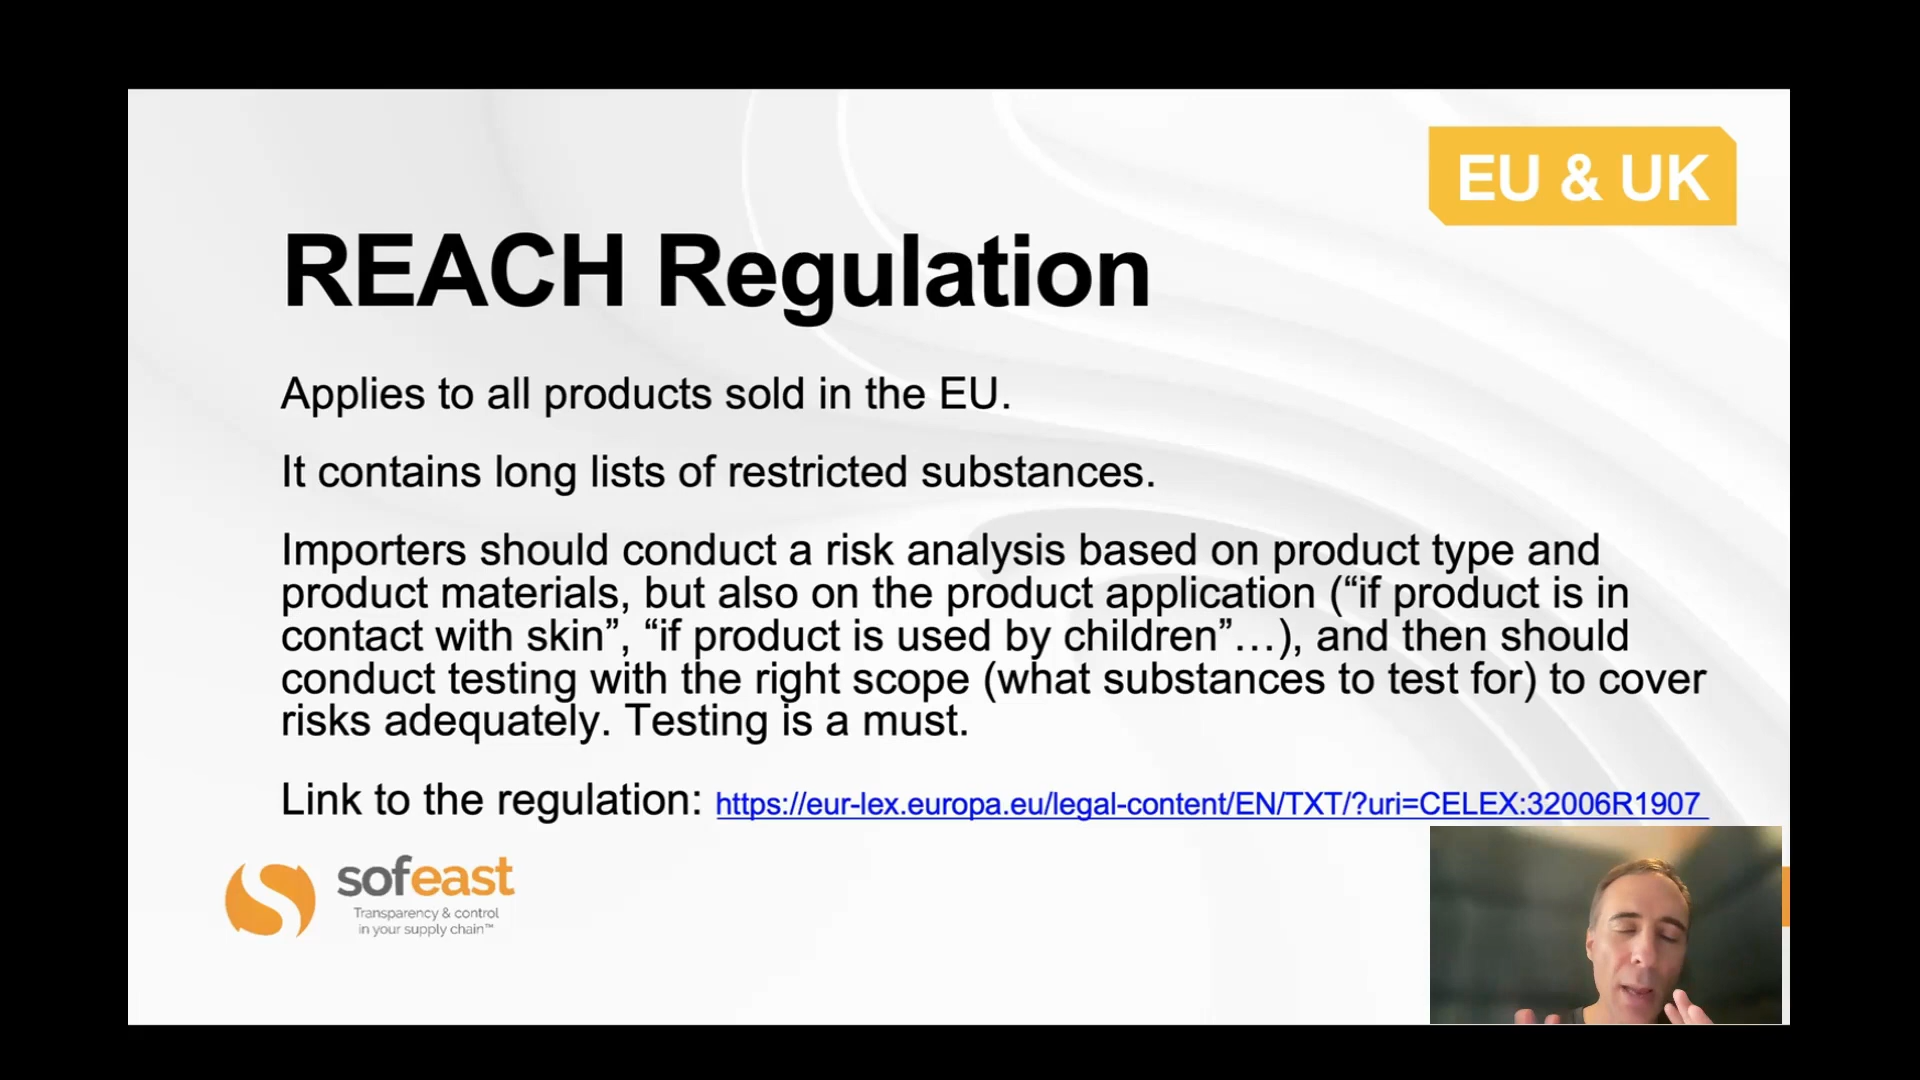 EU & UK
REACH Regulation
Applies to all products sold in the EU.
It contains long lists of restricted substances.
Importers should conduct a risk analysis based on product type and
product materials, but also on the product application (“if product is in
contact with skin”, “if product is used by children”…), and then should
conduct testing with the right scope (what substances to test for) to cover
risks adequately. Testing is a must.
Link to the regulation: https://eur-lex.europa.eu/legal-content/EN/TXT/?uri=CELEX:32006R1907
sofeast
Transparency & control
in your supply chain™